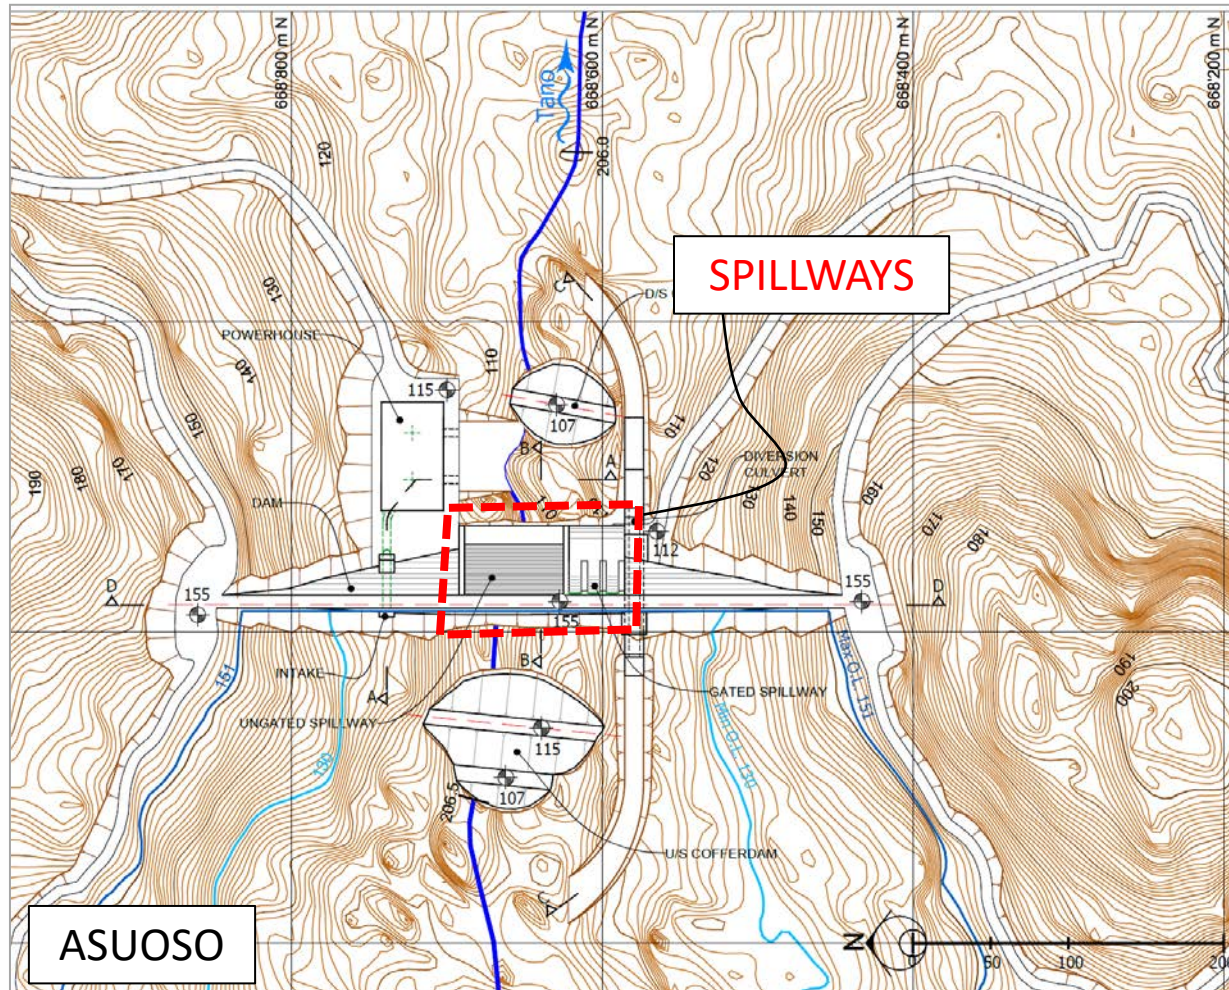 668'800 m N
668'600 m N
668'400 m N
668'200 m N
Tano
120
206.0
130
SPILLWAYS
C
D/S
POWERHOUSE
140
110
115
150
107
110
B
A
120
DIVERSION
CULVERT
130
140
150
160
170
180
190
180
170
DAM
110
112
D
155
155
155
D
INTAKE
A
B
151
130
UNGATED SPILLWAY
GATED SPILLWAY
Max O.L. 151
Min O.L. 130
190
200
115
107
206.5
U/S COFFERDAM
C
ASUOSO
N
50
100
200